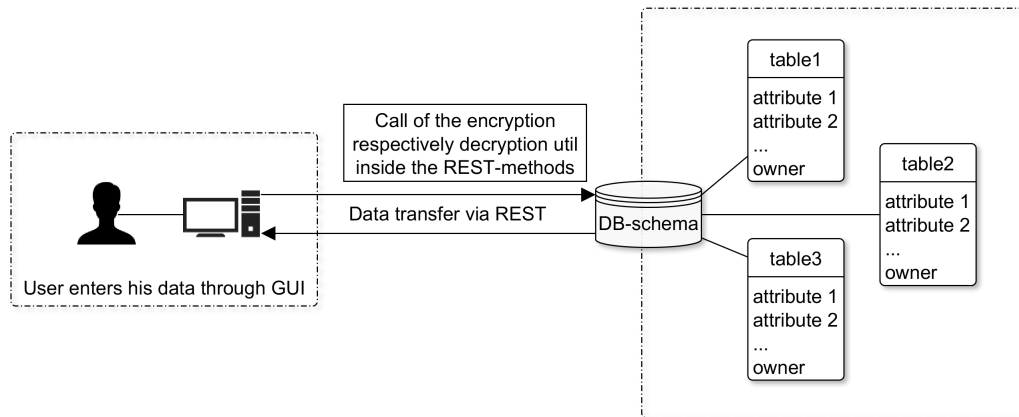 User enters his data through GUI
Call of the encryption
respectively decryption util
inside the REST-methods
Data transfer via REST
DB-schema
table1
attribute 1
attribute 2
...
owner
table2
attribute 1
attribute 2
...
owner
table3
attribute 1
attribute 2
...
owner